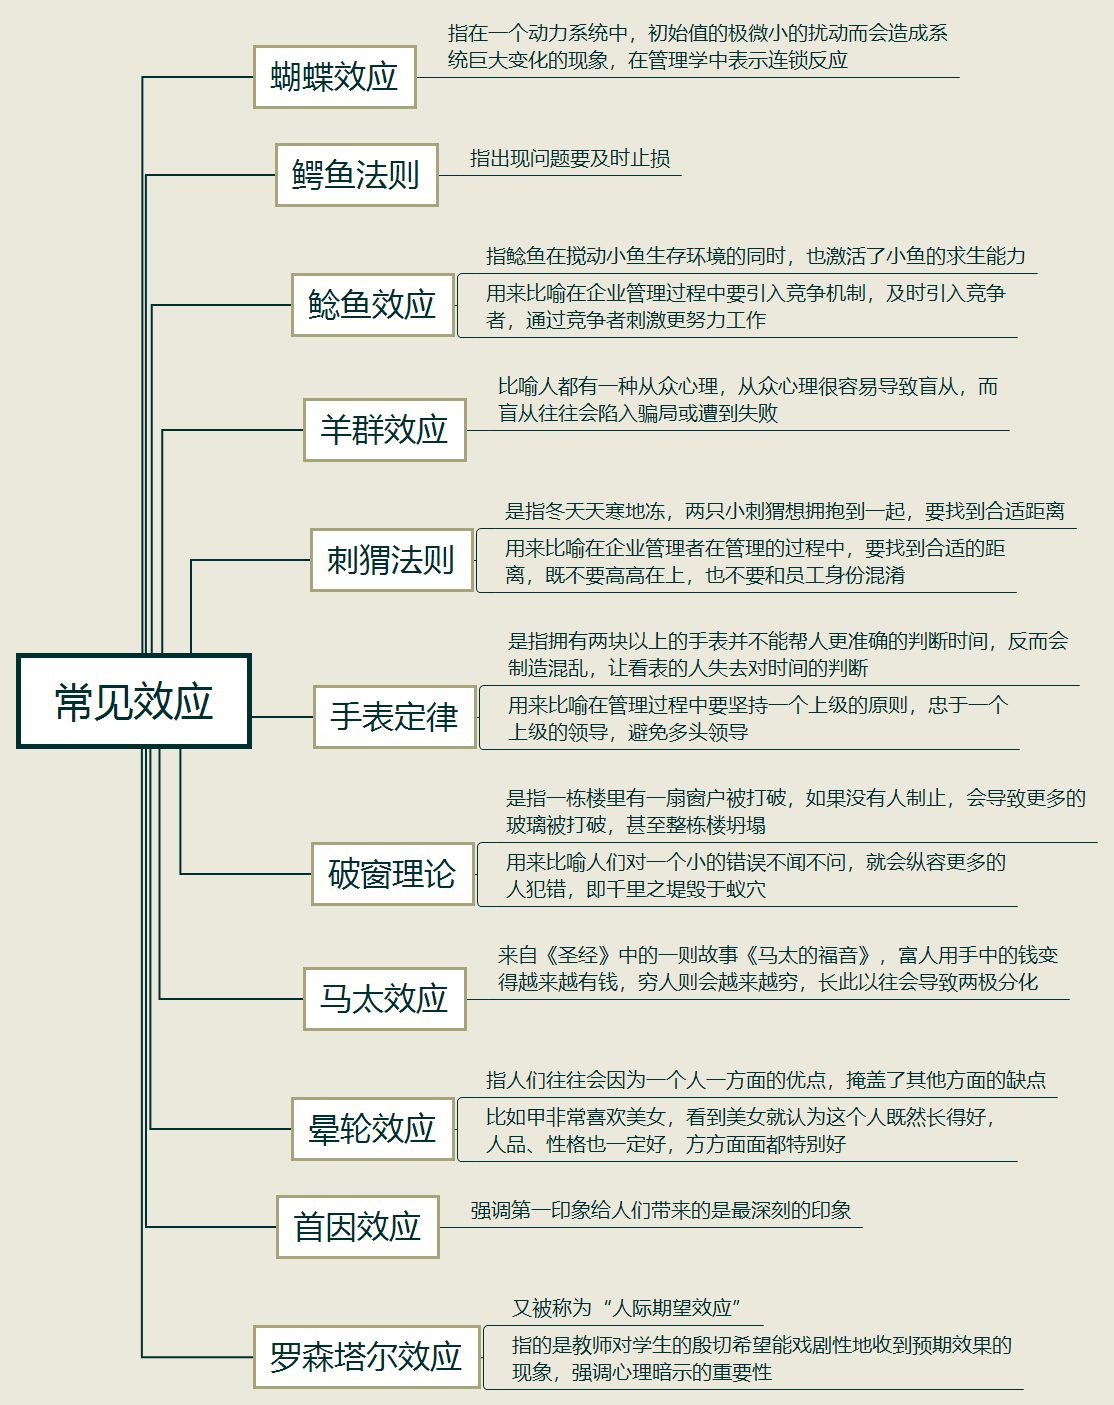 指在一个动力系统中，初始值的极微小的扰动而会造成系
统巨大变化的现象，在管理学中表示连锁反应
蝴蝶效应
指出现问题要及时止损
鳄鱼法则
指鲶鱼在搅动小鱼生存环境的同时，也激活了小鱼的求生能力
鲶鱼效应
用来比喻在企业管理过程中要引入竞争机制，及时引入竞争
者，通过竞争者刺激更努力工作
比喻人都有一种从众心理，从众心理很容易导致盲从，而
盲从往往会陷入骗局或遭到失败
羊群效应
是指冬天天寒地冻，两只小刺猬想拥抱到一起，要找到合适距离
刺猬法则
用来比喻在企业管理者在管理的过程中，要找到合适的距
离，既不要高高在上，也不要和员工身份混淆
是指拥有两块以上的手表并不能帮人更准确的判断时间，反而会
制造混乱，让看表的人失去对时间的判断
常见效应
手表定律
用来比喻在管理过程中要坚持一个上级的原则，忠于一个
上级的领导，避免多头领导
是指一栋楼里有一扇窗户被打破，如果没有人制止，会导致更多的
玻璃被打破，甚至整栋楼坍塌
破窗理论
用来比喻人们对一个小的错误不闻不问，就会纵容更多的
人犯错，即千里之堤毁于蚁穴
来自《圣经》中的一则故事《马太的福音》，富人用手中的钱变
得越来越有钱，穷人则会越来越穷，长此以往会导致两极分化
马太效应
指人们往往会因为一个人一方面的优点，掩盖了其他方面的缺点
晕轮效应
比如甲非常喜欢美女，看到美女就认为这个人既然长得好，
人品、性格也一定好，方方面面都特别好
强调第一印象给人们带来的是最深刻的印象
首因效应
又被称为“人际期望效应”
罗森塔尔效应
指的是教师对学生的殷切希望能戏剧性地收到预期效果的
现象，强调心理暗示的重要性